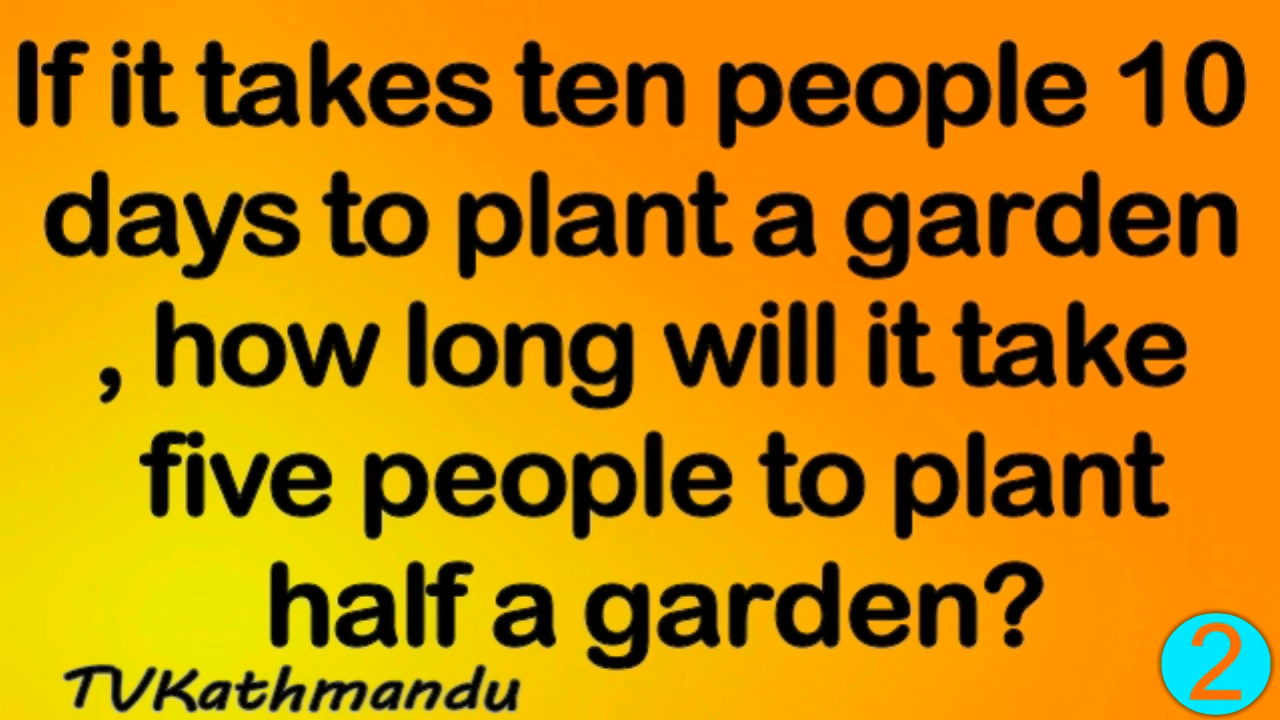 If it takes ten people 10
days to plant a garden
, how long will it take
five people to plant
half a garden?
TVKathmandu
2